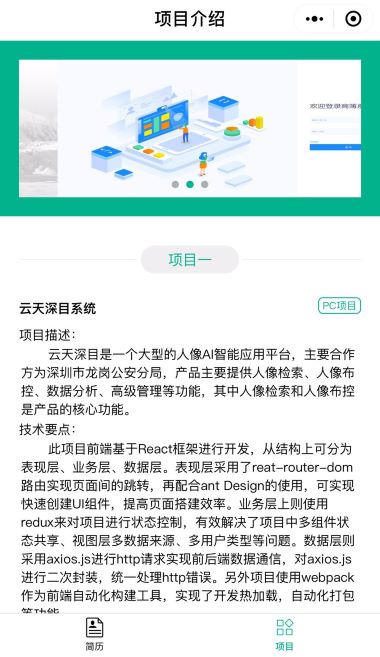 项目介绍
欢迎登录商薄
项目一
云天深目系统
PC项目
项目描述：
云天深目是一个大型的人像AI智能应用平台，主要合作
方为深圳市龙岗公安分局，产品主要提供人像检索、人像布
控、数据分析、高级管理等功能，其中人像检索和人像布控
是产品的核心功能。
技术要点：
此项目前端基于React框架进行开发，从结构上可分为
表现层、业务层、数据层。表现层采用了reat-router-dom
路由实现页面间的跳转，再配合ant Design的使用，可实现
快速创建UI组件，提高页面搭建效率。业务层上则使用
redux来对项目进行状态控制，有效解决了项目中多组件状
态共享、视图层多数据来源、多用户类型等问题。数据层则
采用axios.js进行http请求实现前后端数据通信，对axios.js
进行二次封装，统一处理http错误。另外项目使用webpack
作为前端自动化构建工具，实现了开发热加载，自动化打包
等功能
简历
项目